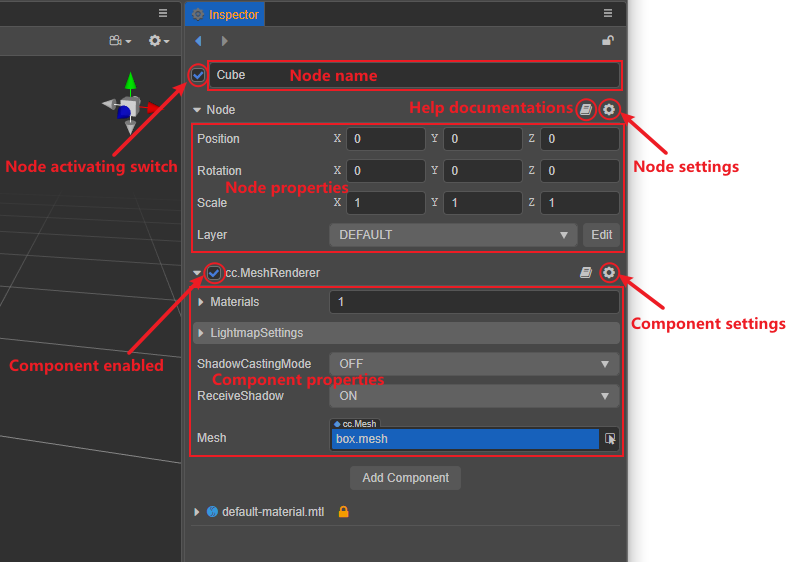 Inspector
Cube Node name
Node Help documentations
Node activating switch
Node settings
Position X 0 Y 0 Z 0
Rotation X 0 Y 0 Z 0
Node properties
Scale X 1 Y 1 Z 1
Layer DEFAULT Edit
cc.MeshRenderer
Materials 1
Component settings
LightmapSettings
Component enabled
ShadowCastingMode OFF
Component properties
ReceiveShadow ON
cc.Mesh
Mesh box.mesh
Add Component
default-material.mtl